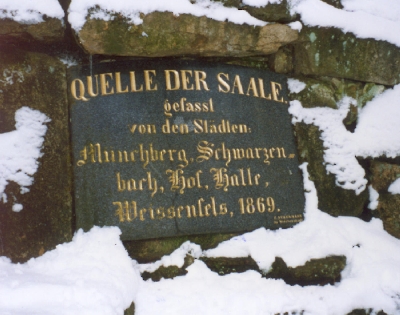 QUELLE DER SAALE,
gefasst
von den Städten:
Münchberg, Schwarzen-
bach, Hof, Halle,
Weissenfels, 1869.